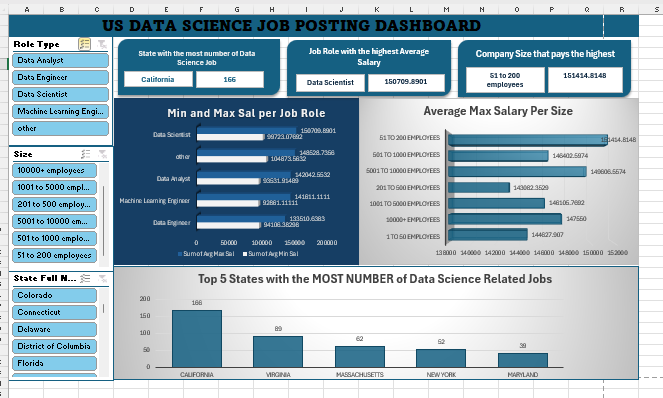 A B C D E F G H I J K L M N O P Q R S
US DATA SCIENCE JOB POSTING DASHBOARD
Role Type
Data Analyst
Data Engineer
Data Scientist
Machine Learning Engi...
other
Size
10000+ employees
1001 to 5000 empl...
201 to 500 employ...
5001 to 10000 em...
501 to 1000 emplo...
51 to 200 employees
State Full N...
Colorado
Connecticut
Delaware
District of Columbia
Florida
State with the most number of Data
Science Job
California 166
Job Role with the highest Average
Salary
Data Scientist 150709.8901
Company Size that pays the highest
51 to 200
employees
151414.8148
Min and Max Sal per Job Role
Data Scientist 150709.8901
99723.07692
other 148528.7356
104873.5632
Data Analyst 142042.5532
93531.91489
Machine Learning Engineer 141611.1111
92861.11111
Data Engineer 133510.6383
94106.38298
0 50000 100000 150000 200000
Sum of Avg Max Sal Sum of Avg Min Sal
Average Max Salary Per Size
51 TO 200 EMPLOYEES 151414.8148
501 TO 1000 EMPLOYEES 146402.5974
5001 TO 10000 EMPLOYEES 149606.5574
201 TO 500 EMPLOYEES 143082.3529
1001 TO 5000 EMPLOYEES 146105.7692
10000+ EMPLOYEES 147550
1 TO 50 EMPLOYEES 144627.907
138000 140000 142000 144000 146000 148000 150000 152000
Top 5 States with the MOST NUMBER of Data Science Related Jobs
200
150
100
50
0
166 89 62 52 39
CALIFORNIA VIRGINIA MASSACHUSETTS NEW YORK MARYLAND